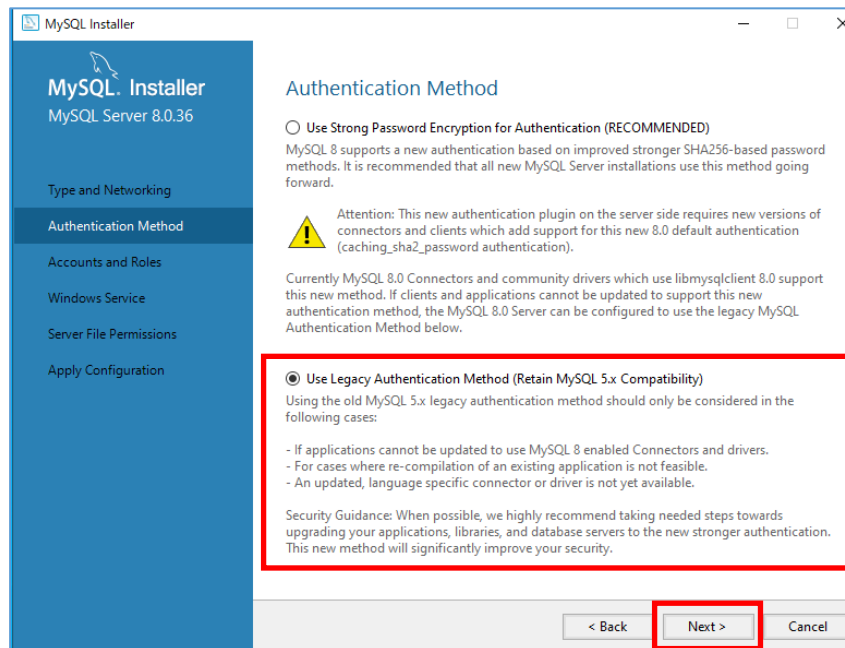 MySQL Installer
MySQL. Installer
MySQL Server 8.0.36
Type and Networking
Authentication Method
Accounts and Roles
Windows Service
Server File Permissions
Apply Configuration
Authentication Method
Use Strong Password Encryption for Authentication (RECOMMENDED)
MySQL 8 supports a new authentication based on improved stronger SHA256-based password
methods. It is recommended that all new MySQL Server installations use this method going
forward.
Attention: This new authentication plugin on the server side requires new versions of
connectors and clients which add support for this new 8.0 default authentication
(caching_sha2_password authentication).
Currently MySQL 8.0 Connectors and community drivers which use libmysqlclient 8.0 support
this new method. If clients and applications cannot be updated to support this new
authentication method, the MySQL 8.0 Server can be configured to use the legacy MySQL
Authentication Method below.
Use Legacy Authentication Method (Retain MySQL 5.x Compatibility)
Using the old MySQL 5.x legacy authentication method should only be considered in the
following cases:
- If applications cannot be updated to use MySQL 8 enabled Connectors and drivers.
- For cases where re-compilation of an existing application is not feasible.
- An updated, language specific connector or driver is not yet available.
Security Guidance: When possible, we highly recommend taking needed steps towards
upgrading your applications, libraries, and database servers to the new stronger authentication.
This new method will significantly improve your security.
< Back Next > Cancel